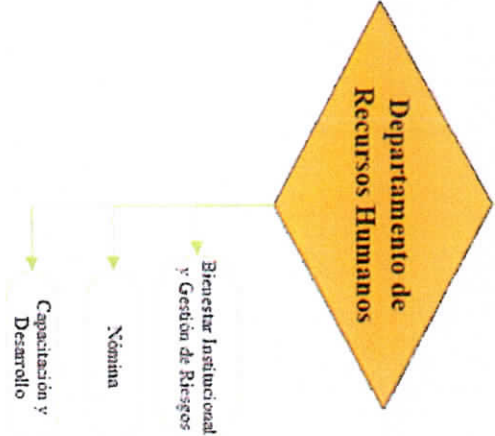 Departamento de
Recursos Humanos
Bienestar Institucional
y Gestión de Riesgos
Nómina
Capacitación y
Desarrollo